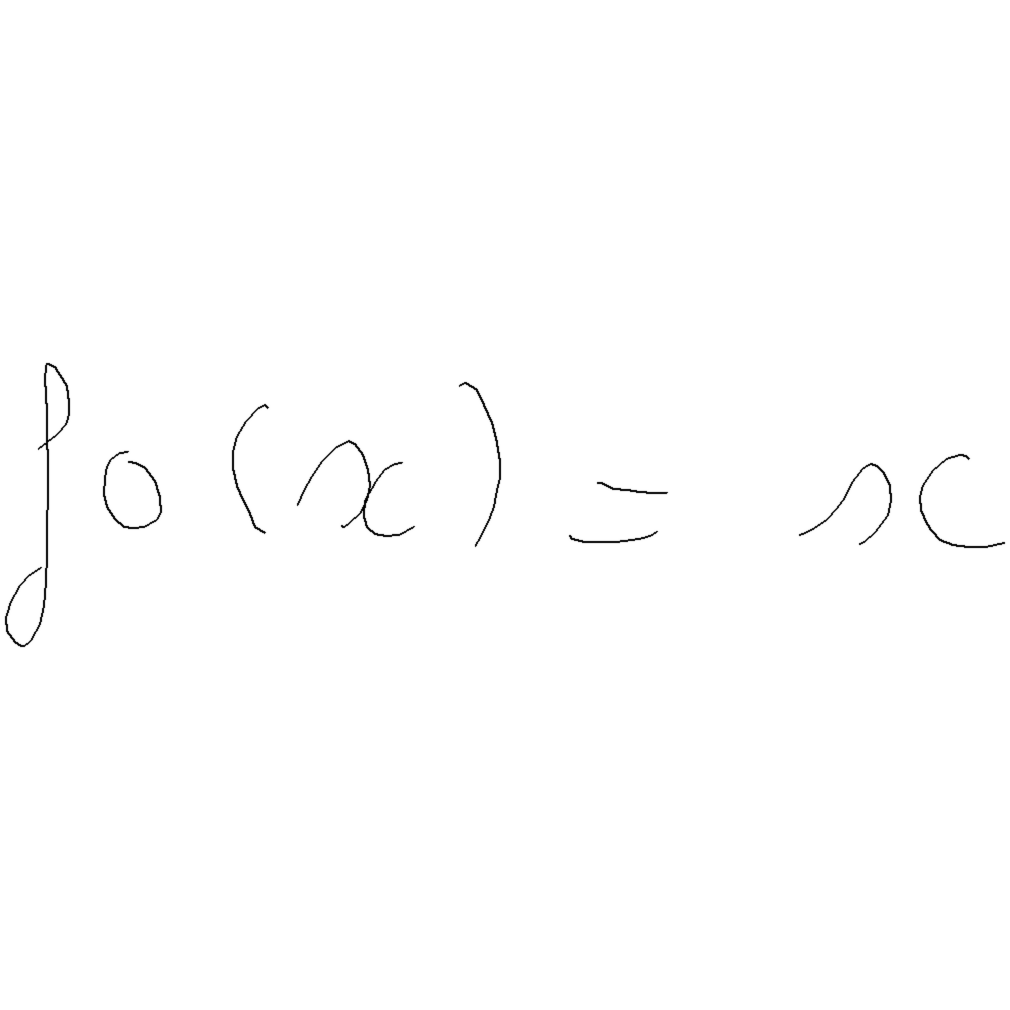 fo(x) = x